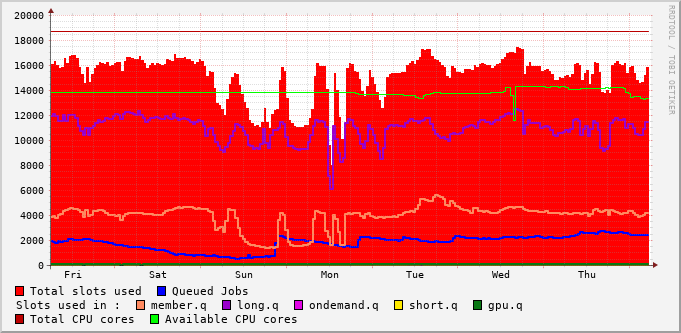 20000
18000
16000
14000
12000
10000
8000
6000
4000
2000
0
Fri Sat Sun Mon Tue Wed Thu
RRDTOOL / TOBI OETIKER
Total slots used Queued Jobs
Slots used in : member.q long.q ondemand.q short.q gpu.q
Total CPU cores Available CPU cores